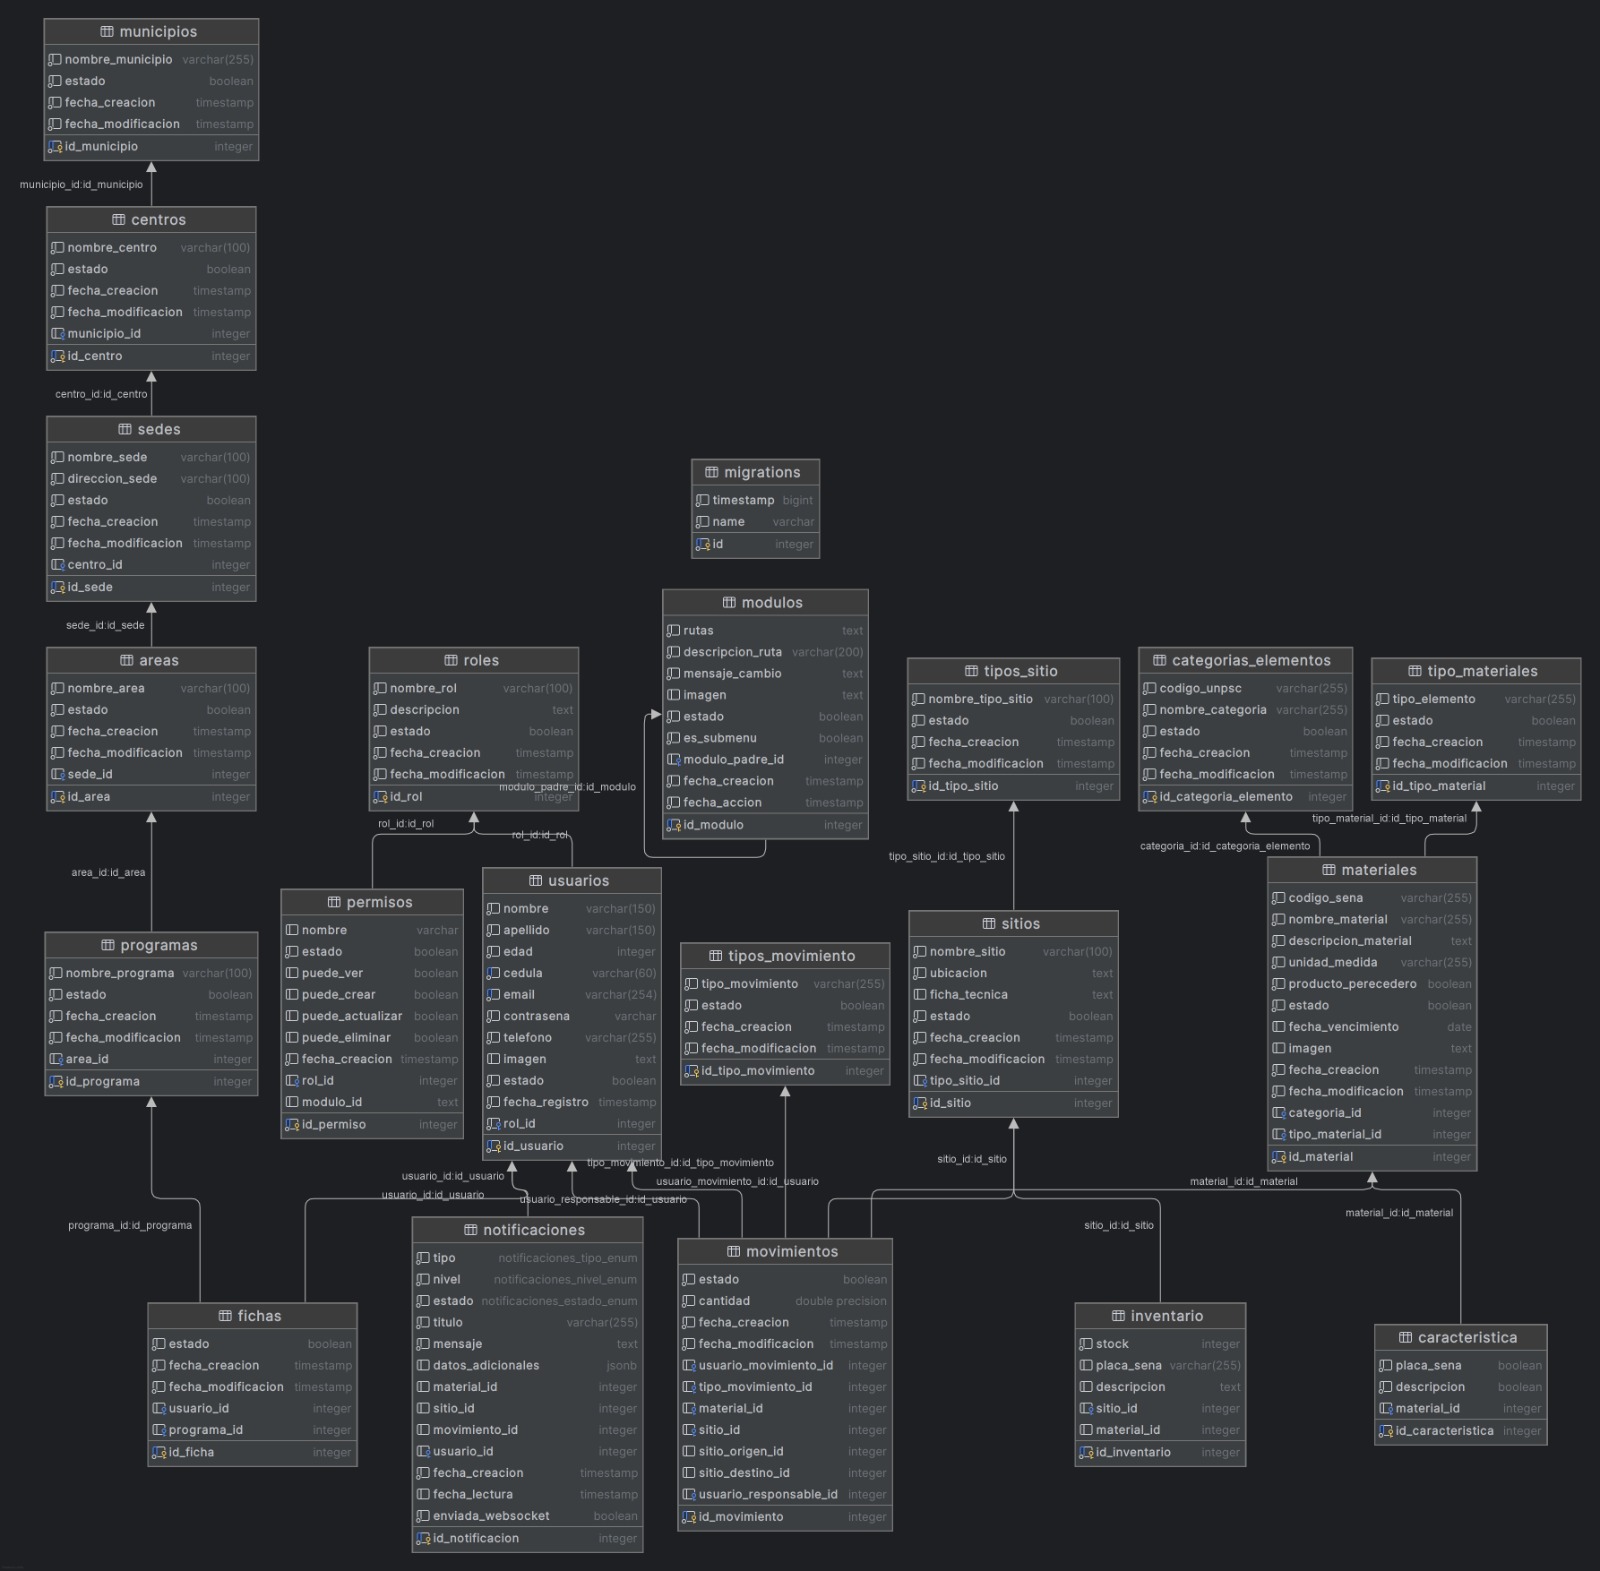 municipios
nombre_municipio varchar(255)
estado boolean
fecha_creacion timestamp
fecha_modificacion timestamp
id_municipio integer
municipio_id:id_municipio
centros
nombre_centro varchar(100)
estado boolean
fecha_creacion timestamp
fecha_modificacion timestamp
municipio_id integer
id_centro integer
centro_id:id_centro
sedes
nombre_sede varchar(100)
direccion_sede varchar(100)
estado boolean
fecha_creacion timestamp
fecha_modificacion timestamp
centro_id integer
id_sede integer
sede_id:id_sede
migrations
timestamp bigint
name varchar
id integer
areas
nombre_area varchar(100)
estado boolean
fecha_creacion timestamp
fecha_modificacion timestamp
sede_id integer
id_area integer
area_id:id_area
roles
nombre_rol varchar(100)
descripcion text
estado boolean
fecha_creacion timestamp
fecha_modificacion timestamp
id_rol integer
modulo_padre_id:id_modulo
rol_id:id_rol
rol_id:id_rol
modulos
rutas text
descripcion_ruta varchar(200)
mensaje_cambio text
imagen text
estado boolean
es_submenu boolean
modulo_padre_id integer
fecha_creacion timestamp
fecha_accion timestamp
id_modulo integer
tipos_sitio
nombre_tipo_sitio varchar(100)
estado boolean
fecha_creacion timestamp
fecha_modificacion timestamp
id_tipo_sitio integer
tipo_sitio_id:id_tipo_sitio
categorias_elementos
codigo_unpsc varchar(255)
nombre_categoria varchar(255)
estado boolean
fecha_creacion timestamp
fecha_modificacion timestamp
id_categoria_elemento integer
categoria_id:id_categoria_elemento
tipo_materiales
tipo_elemento varchar(255)
estado boolean
fecha_creacion timestamp
fecha_modificacion timestamp
id_tipo_material integer
tipo_material_id:id_tipo_material
programas
nombre_programa varchar(100)
estado boolean
fecha_creacion timestamp
fecha_modificacion timestamp
area_id integer
id_programa integer
programa_id:id_programa
permisos
nombre varchar
estado boolean
puede_ver boolean
puede_crear boolean
puede_actualizar boolean
puede_eliminar boolean
fecha_creacion timestamp
rol_id integer
modulo_id text
id_permiso integer
usuarios
nombre varchar(150)
apellido varchar(150)
edad integer
cedula varchar(60)
email varchar(254)
contrasena varchar
telefono varchar(255)
imagen text
estado boolean
fecha_registro timestamp
rol_id integer
id_usuario integer
tipos_movimiento
tipo_movimiento varchar(255)
estado boolean
fecha_creacion timestamp
fecha_modificacion timestamp
id_tipo_movimiento integer
sitios
nombre_sitio varchar(100)
ubicacion text
ficha_tecnica text
estado boolean
fecha_creacion timestamp
fecha_modificacion timestamp
tipo_sitio_id integer
id_sitio integer
materiales
codigo_sena varchar(255)
nombre_material varchar(255)
descripcion_material text
unidad_medida varchar(255)
producto_perecedero boolean
estado boolean
fecha_vencimiento date
imagen text
fecha_creacion timestamp
fecha_modificacion timestamp
categoria_id integer
tipo_material_id integer
id_material integer
usuario_id:id_usuario
usuario_id:id_usuario
tipo_movimiento_id:id_tipo_movimiento
usuario_movimiento_id:id_usuario
usuario_responsable_id:id_usuario
sitio_id:id_sitio
material_id:id_material
sitio_id:id_sitio
material_id:id_material
fichas
estado boolean
fecha_creacion timestamp
fecha_modificacion timestamp
usuario_id integer
programa_id integer
id_ficha integer
notificaciones
tipo notificaciones_tipo_enum
nivel notificaciones_nivel_enum
estado notificaciones_estado_enum
titulo varchar(255)
mensaje text
datos_adicionales jsonb
material_id integer
sitio_id integer
movimiento_id integer
usuario_id integer
fecha_creacion timestamp
fecha_lectura timestamp
enviada_websocket boolean
id_notificacion integer
movimientos
estado boolean
cantidad double precision
fecha_creacion timestamp
fecha_modificacion timestamp
usuario_movimiento_id integer
tipo_movimiento_id integer
material_id integer
sitio_id integer
sitio_origen_id integer
sitio_destino_id integer
usuario_responsable_id integer
id_movimiento integer
inventario
stock integer
placa_sena varchar(255)
descripcion text
sitio_id integer
material_id integer
id_inventario integer
caracteristica
placa_sena boolean
descripcion boolean
material_id integer
id_caracteristica integer